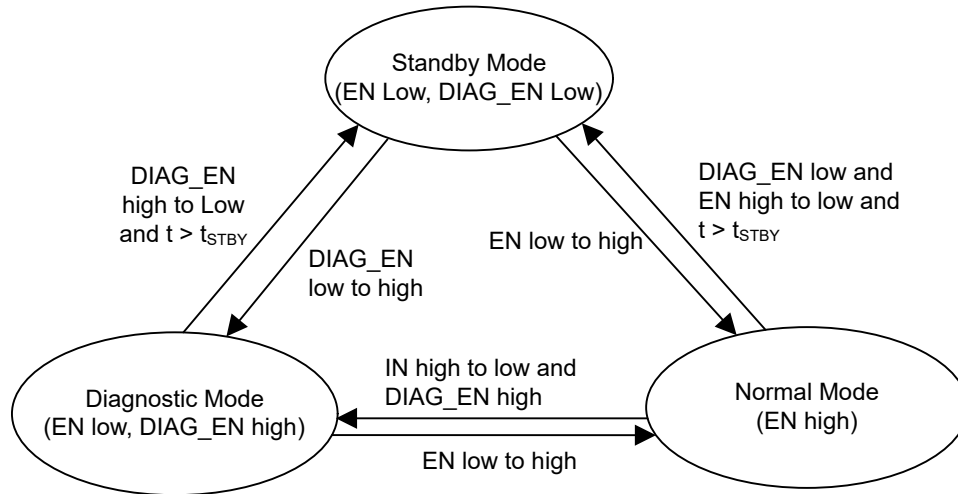 Standby Mode
(EN Low, DIAG_EN Low)
DIAG_EN
high to Low
and t > tSTBY
DIAG_EN
low to high
EN low to high
DIAG_EN low and
EN high to low and
t > tSTBY
Diagnostic Mode
(EN low, DIAG_EN high)
IN high to low and
DIAG_EN high
EN low to high
Normal Mode
(EN high)